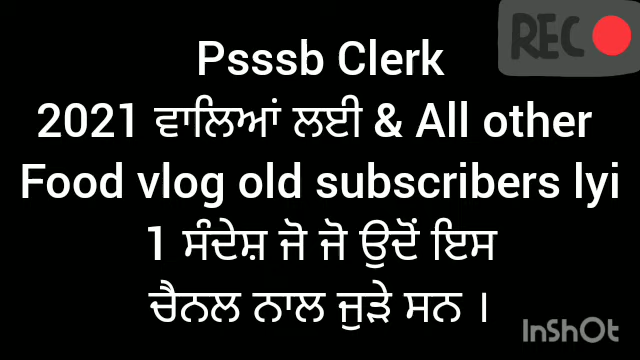 REC
Psssb Clerk
2021 ਵਾਲਿਆਂ ਲਈ & All other
Food vlog old subscribers lyi
1 ਸੰਦੇਸ਼ ਜੋ ਜੋ ਉਦੋਂ ਇਸ
ਚੈਨਲ ਨਾਲ ਜੁੜੇ ਸਨ ।
InShOt